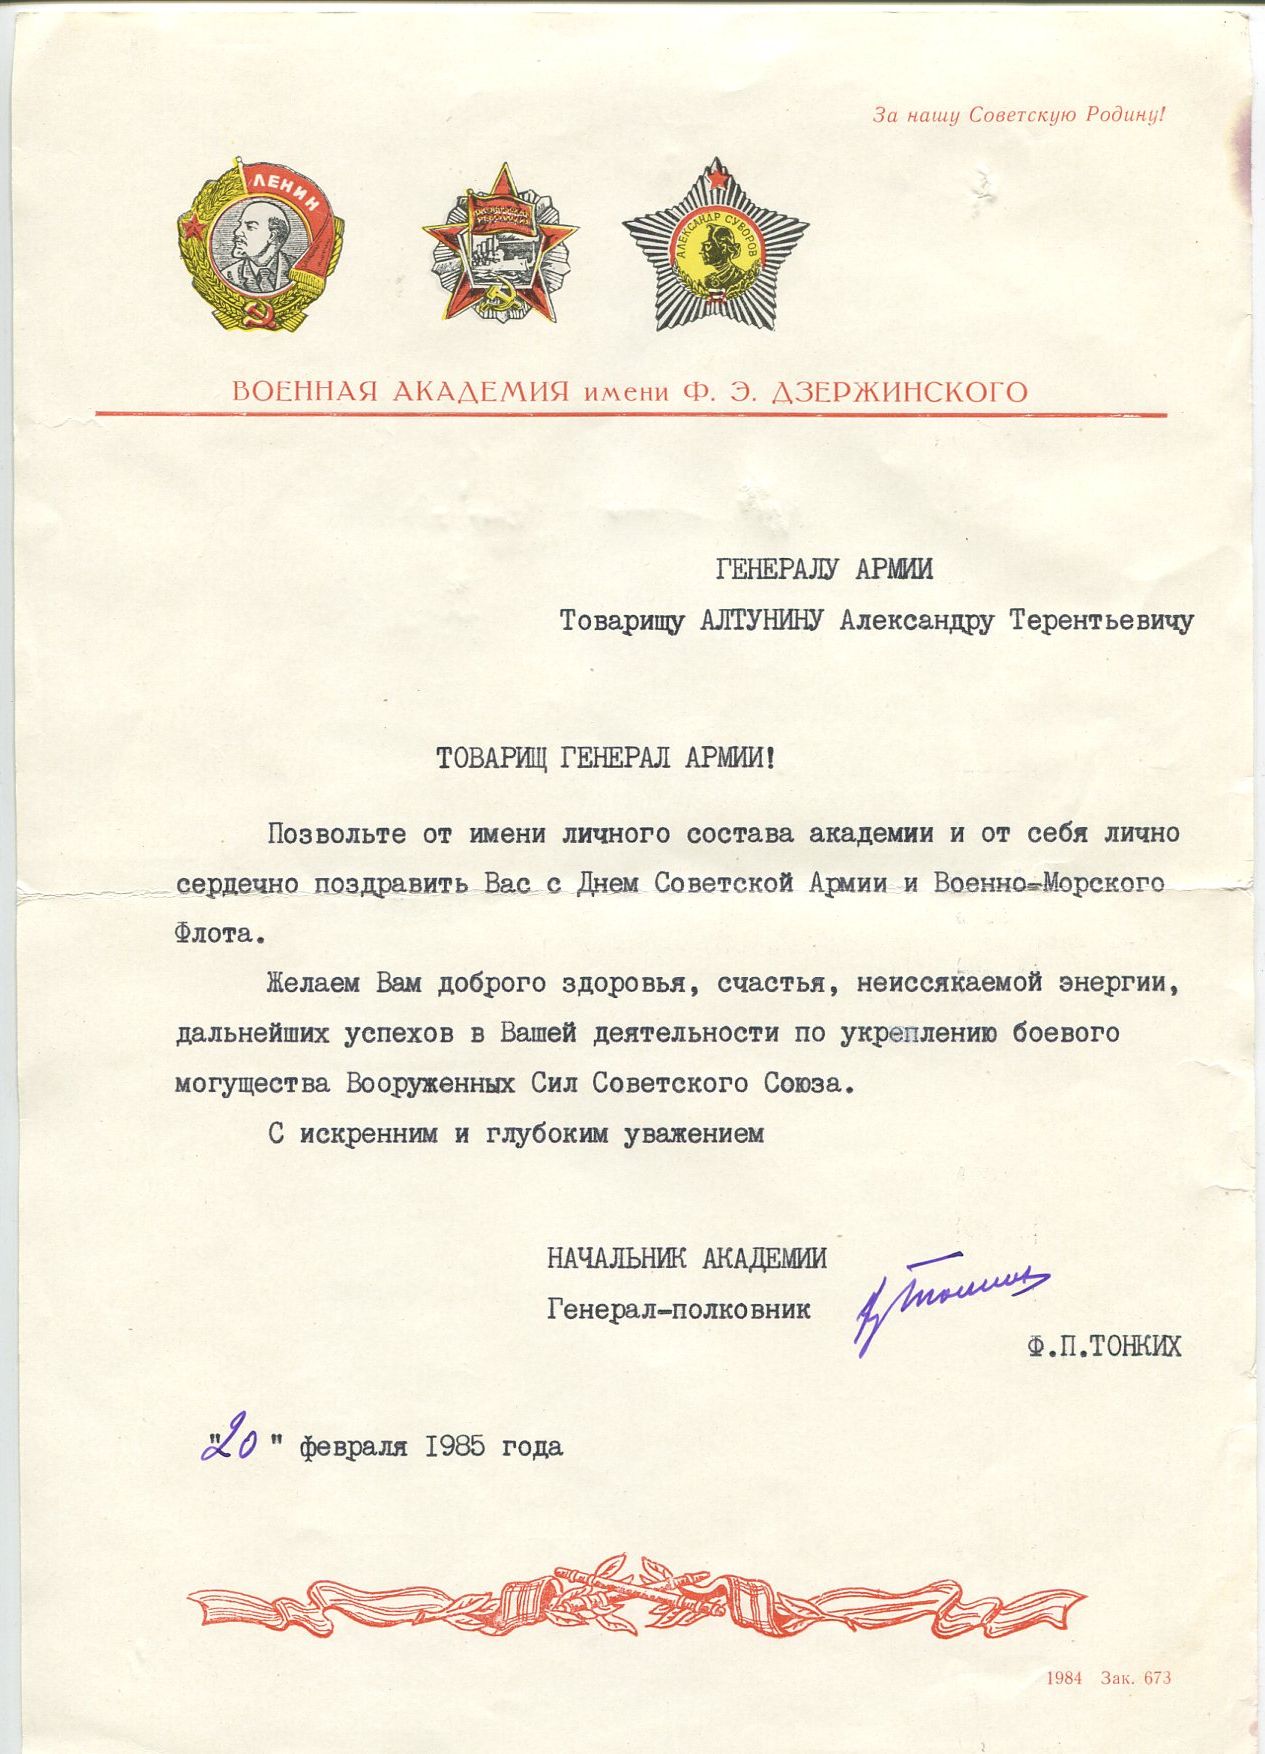 За нашу Советскую Родину!
ЛЕНИН
АЛЕКСАНДР СУВОРОВ
ВОЕННАЯ АКАДЕМИЯ имени Ф. Э. ДЗЕРЖИНСКОГО
ГЕНЕРАЛУ АРМИИ
Товарищу АЛТУНИНУ Александру Терентьевичу
ТОВАРИЩ ГЕНЕРАЛ АРМИИ!
Позвольте от имени личного состава академии и от себя лично
сердечно поздравить Вас с Днем Советской Армии и Военно-Морского
Флота.
Желаем Вам доброго здоровья, счастья, неиссякаемой энергии,
дальнейших успехов в Вашей деятельности по укреплению боевого
могущества Вооруженных Сил Советского Союза.
С искренним и глубоким уважением
НАЧАЛЬНИК АКАДЕМИИ
Генерал-полковник
Ф.П.ТОНКИХ
"20" февраля 1985 года
1984 Зак. 673